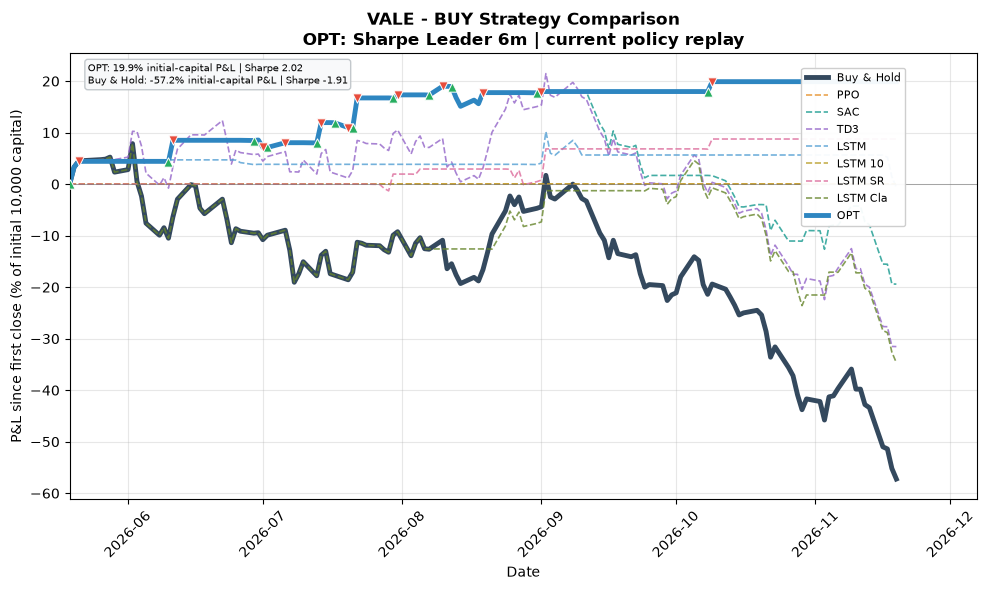 VALE - BUY Strategy Comparison
OPT: Sharpe Leader 6m | current policy replay
OPT: 19.9% initial-capital P&L | Sharpe 2.02
Buy & Hold: -57.2% initial-capital P&L | Sharpe -1.91
Buy & Hold
PPO
SAC
TD3
LSTM
LSTM 10
LSTM SR
LSTM Cla
OPT
P&L since first close (% of initial 10,000 capital)
20
10
0
−10
−20
−30
−40
−50
−60
2026-06
2026-07
2026-08
2026-09
2026-10
2026-11
2026-12
Date